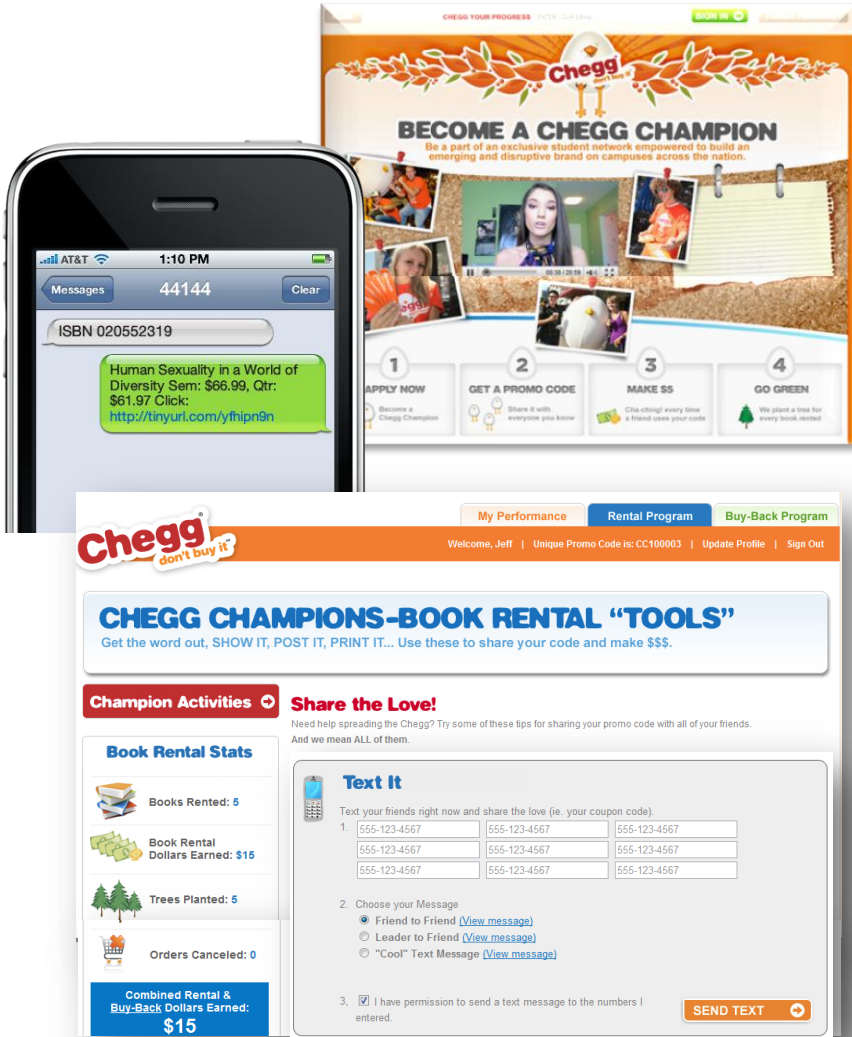 CHEGG YOUR PROGRESS
SIGN IN
Chegg
don't buy it
BECOME A CHEGG CHAMPION
Be a part of an exclusive student network empowered to build an
emerging and disruptive brand on campuses across the nation.
00:36 / 20:59
1
2
3
4
APPLY NOW
GET A PROMO CODE
MAKE $$
GO GREEN
Become a
Chegg Champion
Share it with
everyone you know
Cha-ching! every time
a friend uses your code
We plant a tree for
every book rented
AT&T
1:10 PM
Messages
44144
Clear
ISBN 020552319
Human Sexuality in a World of
Diversity Sem: $66.99, Qtr:
$61.97 Click:
http://tinyurl.com/yfhipn9n
Chegg®
don't buy it™
My Performance
Rental Program
Buy-Back Program
Welcome, Jeff | Unique Promo Code is: CC100003 | Update Profile | Sign Out
CHEGG CHAMPIONS-BOOK RENTAL “TOOLS”
Get the word out, SHOW IT, POST IT, PRINT IT... Use these to share your code and make $$$.
Champion Activities
Book Rental Stats
Books Rented: 5
Book Rental
Dollars Earned: $15
Trees Planted: 5
Orders Canceled: 0
Combined Rental &
Buy-Back Dollars Earned:
$15
Share the Love!
Need help spreading the Chegg? Try some of these tips for sharing your promo code with all of your friends.
And we mean ALL of them.
Text It
Text your friends right now and share the love (ie. your coupon code).
1. 555-123-4567 555-123-4567 555-123-4567
555-123-4567 555-123-4567 555-123-4567
555-123-4567 555-123-4567 555-123-4567
2. Choose your Message
Friend to Friend (View message)
Leader to Friend (View message)
"Cool" Text Message (View message)
3, I have permission to send a text message to the numbers I
entered.
SEND TEXT